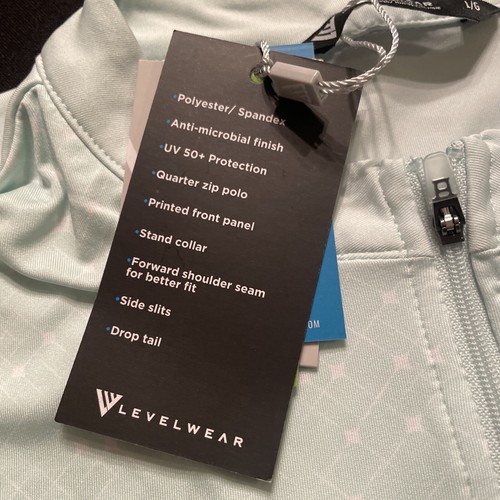 L/G
•Polyester/ Spandex
•Anti-microbial finish
•UV 50+ Protection
•Quarter zip polo
•Printed front panel
•Stand collar
•Forward shoulder seam
for better fit
•Side slits
•Drop tail
LEVELWEAR
OM